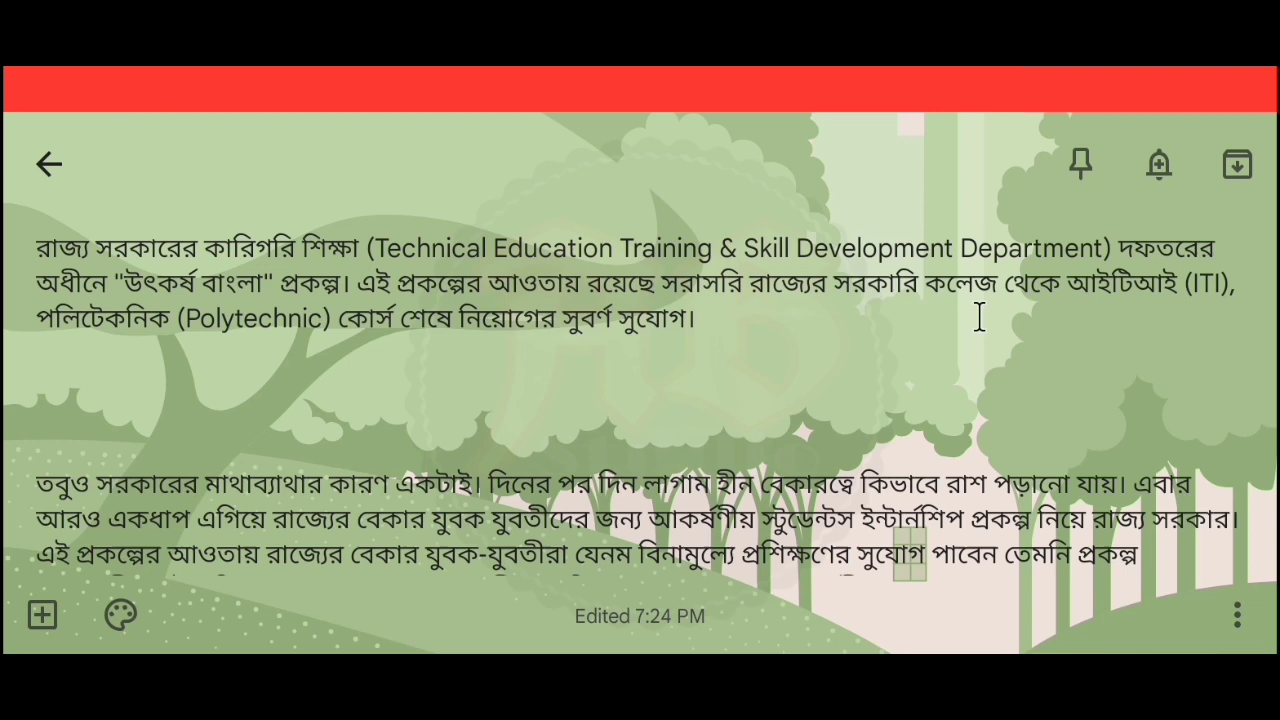 রাজ্য সরকারের কারিগরি শিক্ষা (Technical Education Training & Skill Development Department) দফতরের
অধীনে "উৎকর্ষ বাংলা" প্রকল্প। এই প্রকল্পের আওতায় রয়েছে সরাসরি রাজ্যের সরকারি কলেজ থেকে আইটিআই (ITI),
পলিটেকনিক (Polytechnic) কোর্স শেষে নিয়োগের সুবর্ণ সুযোগ।
তবুও সরকারের মাথাব্যাথার কারণ একটাই। দিনের পর দিন লাগাম হীন বেকারত্বে কিভাবে রাশ পড়ানো যায়। এবার
আরও একধাপ এগিয়ে রাজ্যের বেকার যুবক যুবতীদের জন্য আকর্ষণীয় স্টুডেন্টস ইন্টার্নশিপ প্রকল্প নিয়ে রাজ্য সরকার।
এই প্রকল্পের আওতায় রাজ্যের বেকার যুবক-যুবতীরা যেনম বিনামুল্যে প্রশিক্ষণের সুযোগ পাবেন তেমনি প্রকল্প
Edited 7:24 PM